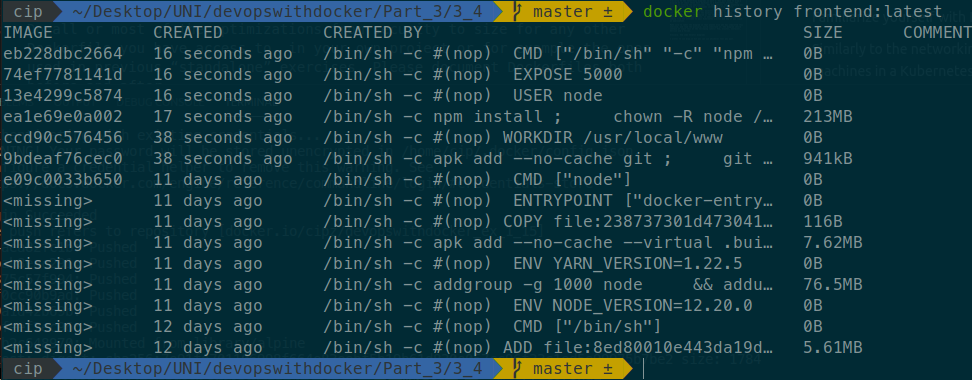 cip ~/Desktop/UNI/devopswithdocker/Part_3/3_4 master ± docker history frontend:latest
IMAGE CREATED CREATED BY SIZE COMMENT
eb228dbc2664 16 seconds ago /bin/sh -c #(nop) CMD ["/bin/sh" "-c" "npm … 0B
74ef7781141d 16 seconds ago /bin/sh -c #(nop) EXPOSE 5000 0B
13e4299c5874 16 seconds ago /bin/sh -c #(nop) USER node 0B
ea1e69e0a002 17 seconds ago /bin/sh -c npm install ; chown -R node /… 213MB
ccd90c576456 38 seconds ago /bin/sh -c #(nop) WORKDIR /usr/local/www 0B
9bdeaf76cec0 38 seconds ago /bin/sh -c apk add --no-cache git ; git … 941kB
e09c0033b650 11 days ago /bin/sh -c #(nop) CMD ["node"] 0B
<missing> 11 days ago /bin/sh -c #(nop) ENTRYPOINT ["docker-entry… 0B
<missing> 11 days ago /bin/sh -c #(nop) COPY file:238737301d473041… 116B
<missing> 11 days ago /bin/sh -c apk add --no-cache --virtual .bui… 7.62MB
<missing> 11 days ago /bin/sh -c #(nop) ENV YARN_VERSION=1.22.5 0B
<missing> 11 days ago /bin/sh -c addgroup -g 1000 node && addu… 76.5MB
<missing> 11 days ago /bin/sh -c #(nop) ENV NODE_VERSION=12.20.0 0B
<missing> 12 days ago /bin/sh -c #(nop) CMD ["/bin/sh"] 0B
<missing> 12 days ago /bin/sh -c #(nop) ADD file:8ed80010e443da19d… 5.61MB
cip ~/Desktop/UNI/devopswithdocker/Part_3/3_4 master ±